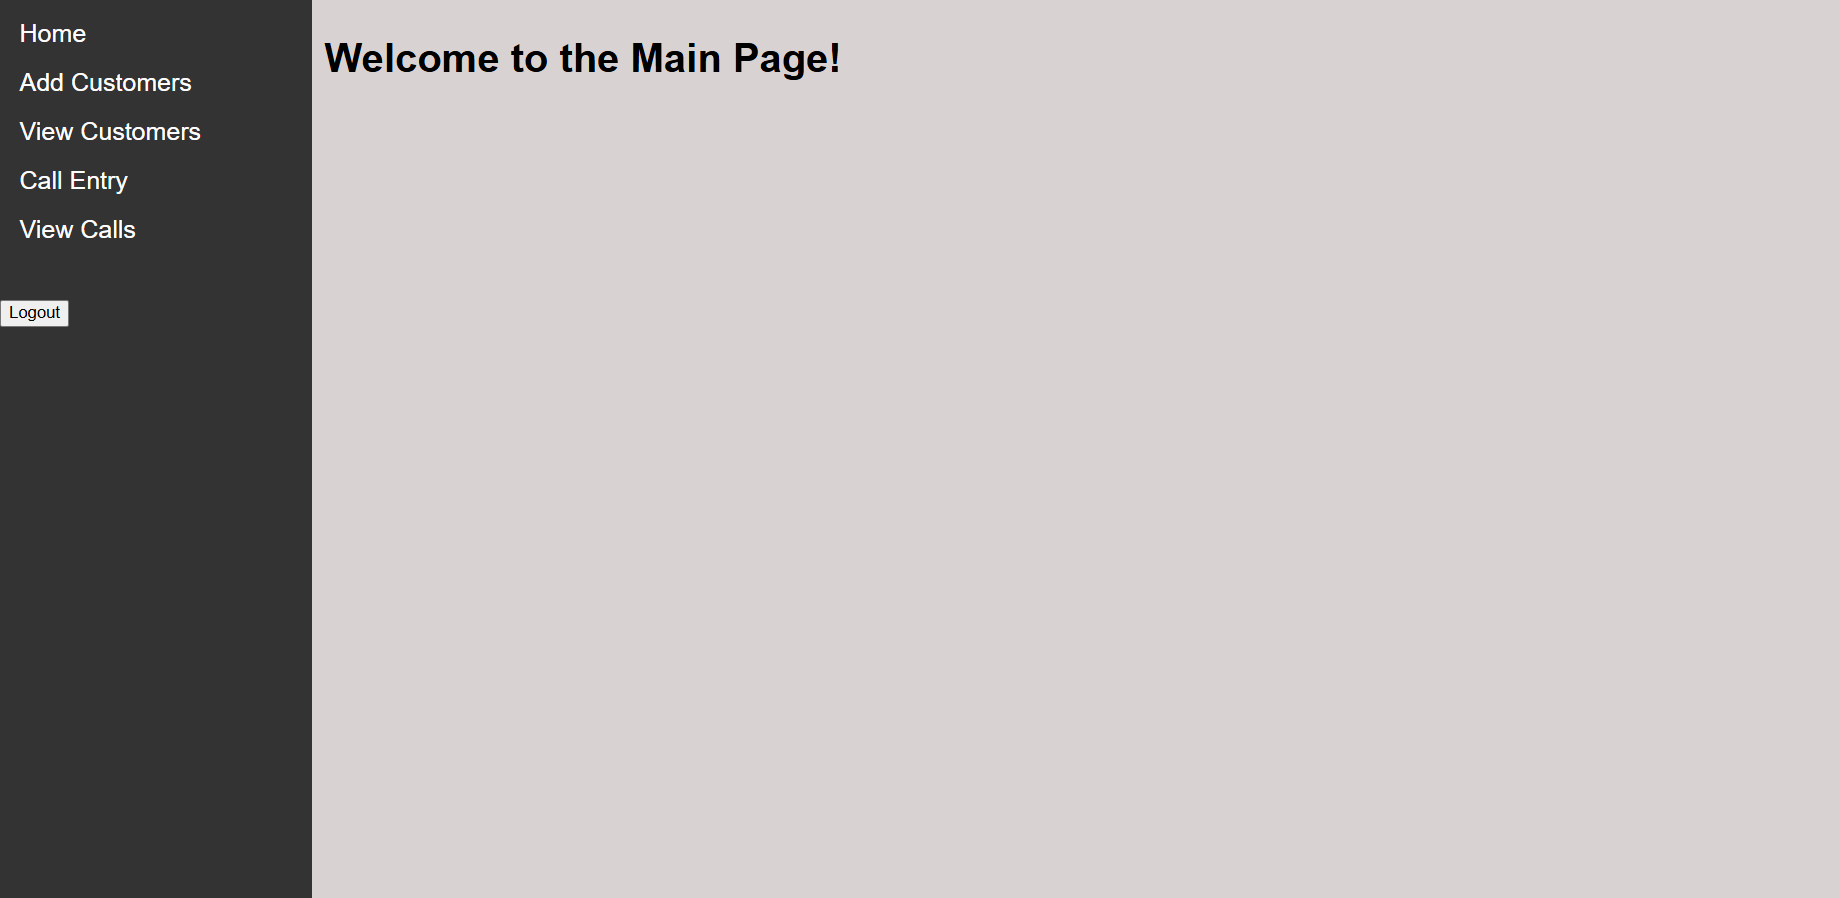 Home
Add Customers
View Customers
Call Entry
View Calls
Logout
Welcome to the Main Page!